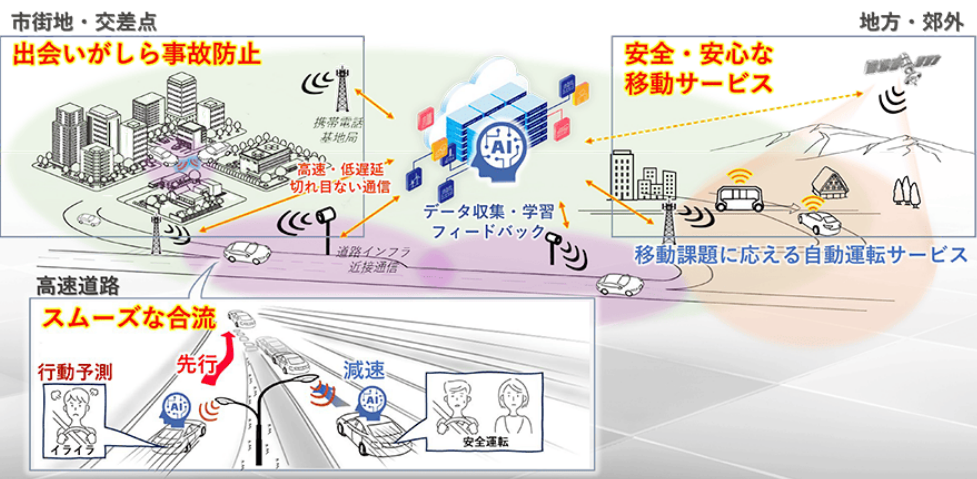 市街地・交差点
出会いがしら事故防止
携帯電話
基地局
高速・低遅延
切れ目ない通信
AI
データ収集・学習
フィードバック
地方・郊外
安全・安心な
移動サービス
移動課題に応える自動運転サービス
道路インフラ
近接通信
高速道路
スムーズな合流
先行
行動予測
AI
イライラ
減速
AI
安全運転